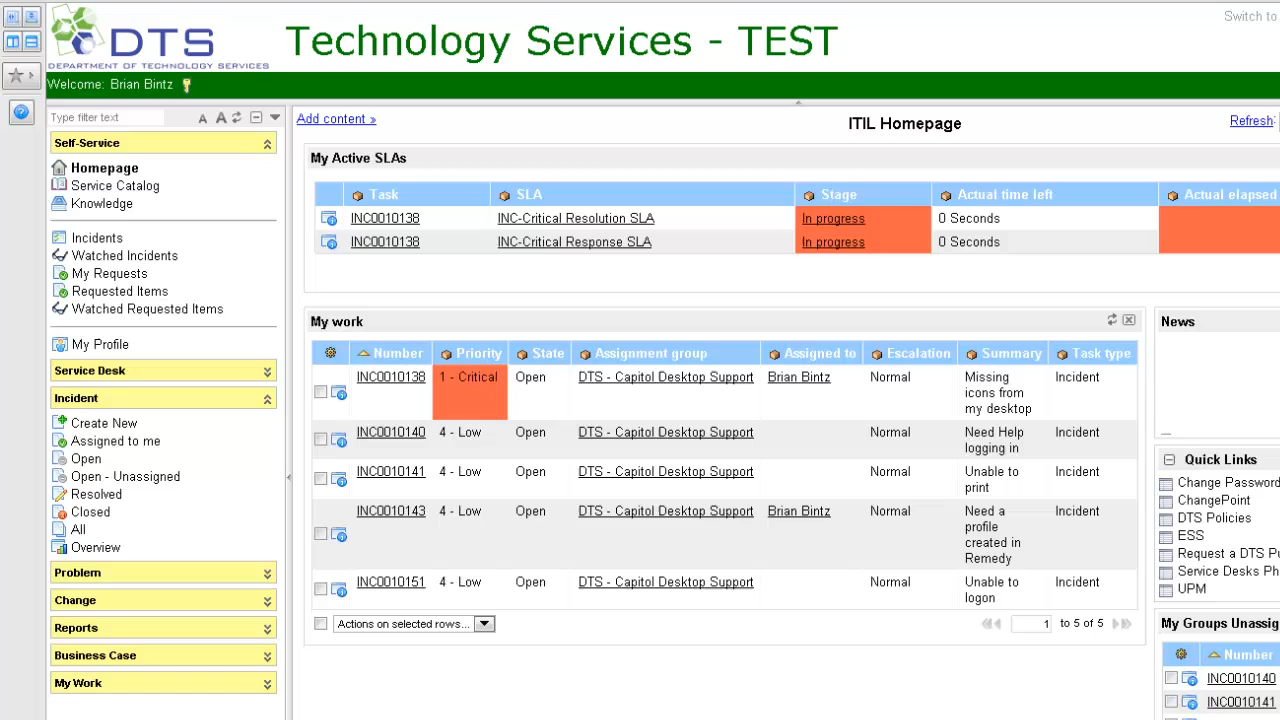 Switch to
DTS
DEPARTMENT OF TECHNOLOGY SERVICES
Technology Services - TEST
Welcome: Brian Bintz
Type filter text
A A
Self-Service
Homepage
Service Catalog
Knowledge
Incidents
Watched Incidents
My Requests
Requested Items
Watched Requested Items
My Profile
Service Desk
Incident
Create New
Assigned to me
Open
Open - Unassigned
Resolved
Closed
All
Overview
Problem
Change
Reports
Business Case
My Work
Add content »
ITIL Homepage
Refresh:
My Active SLAs
Task SLA Stage Actual time left Actual elapsed
INC0010138 INC-Critical Resolution SLA In progress 0 Seconds
INC0010138 INC-Critical Response SLA In progress 0 Seconds
My work
Number Priority State Assignment group Assigned to Escalation Summary Task type
INC0010138 1 - Critical Open DTS - Capitol Desktop Support Brian Bintz Normal Missing Incident
icons from
my desktop
INC0010140 4 - Low Open DTS - Capitol Desktop Support Normal Need Help Incident
logging in
INC0010141 4 - Low Open DTS - Capitol Desktop Support Normal Unable to Incident
print
INC0010143 4 - Low Open DTS - Capitol Desktop Support Brian Bintz Normal Need a Incident
profile
created in
Remedy
INC0010151 4 - Low Open DTS - Capitol Desktop Support Normal Unable to Incident
logon
Actions on selected rows...
1 to 5 of 5
News
Quick Links
Change Password
ChangePoint
DTS Policies
ESS
Request a DTS Pu
Service Desks Ph
UPM
My Groups Unassig
Number
INC0010140
INC0010141